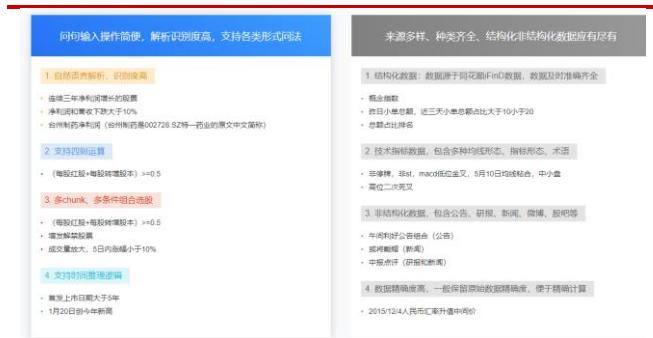 问句输入操作简便，解析识别度高，支持各类形式问法
1. 自然语言解析，识别度高
· 连续三年净利润增长的股票
· 净利润和营收下跌大于10%
· 台州制药净利润（台州制药是002728.SZ特一药业的原文中文简称）
2. 支持四则运算
· （每股红股+每股转增股本）>=0.5
3. 多chunk、多条件组合选股
· （每股红股+每股转增股本）>=0.5
· 增发解禁股票
· 成交量放大，5日内涨幅小于10%
4. 支持时间推理逻辑
· 首发上市日期大于5年
· 1月20日创今年新高
来源多样、种类齐全、结构化非结构化数据应有尽有
1. 结构化数据：数据源于同花顺iFinD数据，数据及时准确齐全
· 概念指数
· 昨日小单总额，近三天小单总额占比大于10小于20
· 总额占比排名
2. 技术指标数据，包含多种均线形态、指标形态、术语
· 非停牌，非st，macd低位金叉，5月10日均线粘合，中小盘
· 高位二次死叉
3. 非结构化数据，包含公告、研报、新闻、微博、股吧等
· 午间利好公告组合（公告）
· 或将戴帽（新闻）
· 中报点评（研报和新闻）
4. 数据精确度高，一般保留原始数据精确度，便于精确计算
· 2015/12/4人民币汇率升值中间价